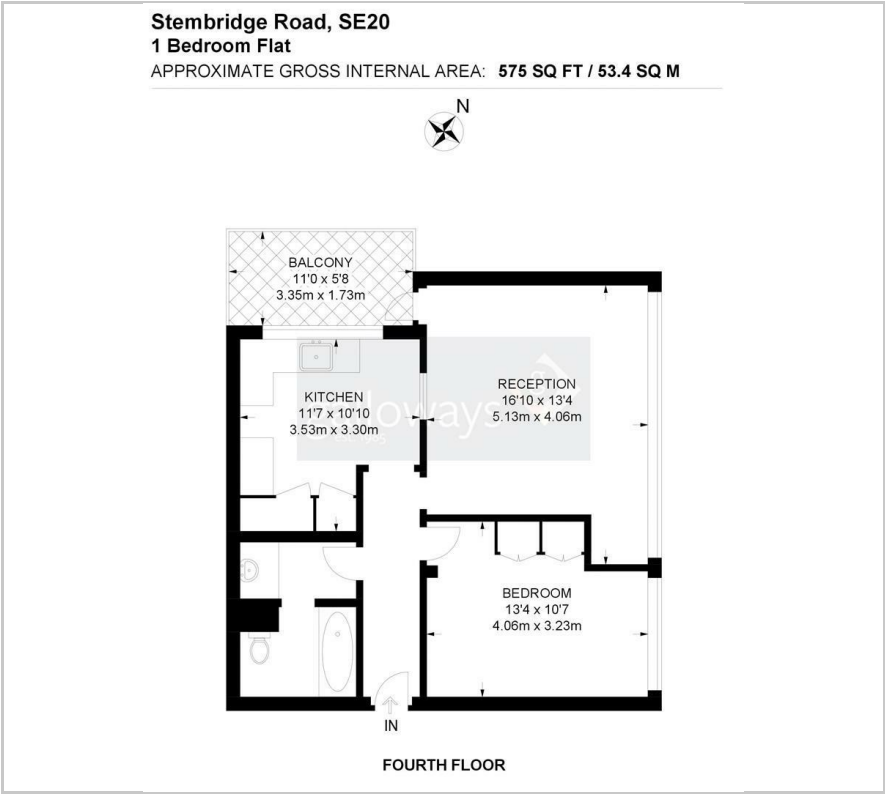 Stembridge Road, SE20
1 Bedroom Flat
APPROXIMATE GROSS INTERNAL AREA: 575 SQ FT / 53.4 SQ M
N
BALCONY
11'0 x 5'8
3.35m x 1.73m
KITCHEN
11'7 x 10'10
3.53m x 3.30m
RECEPTION
16'10 x 13'4
5.13m x 4.06m
BEDROOM
13'4 x 10'7
4.06m x 3.23m
IN
FOURTH FLOOR